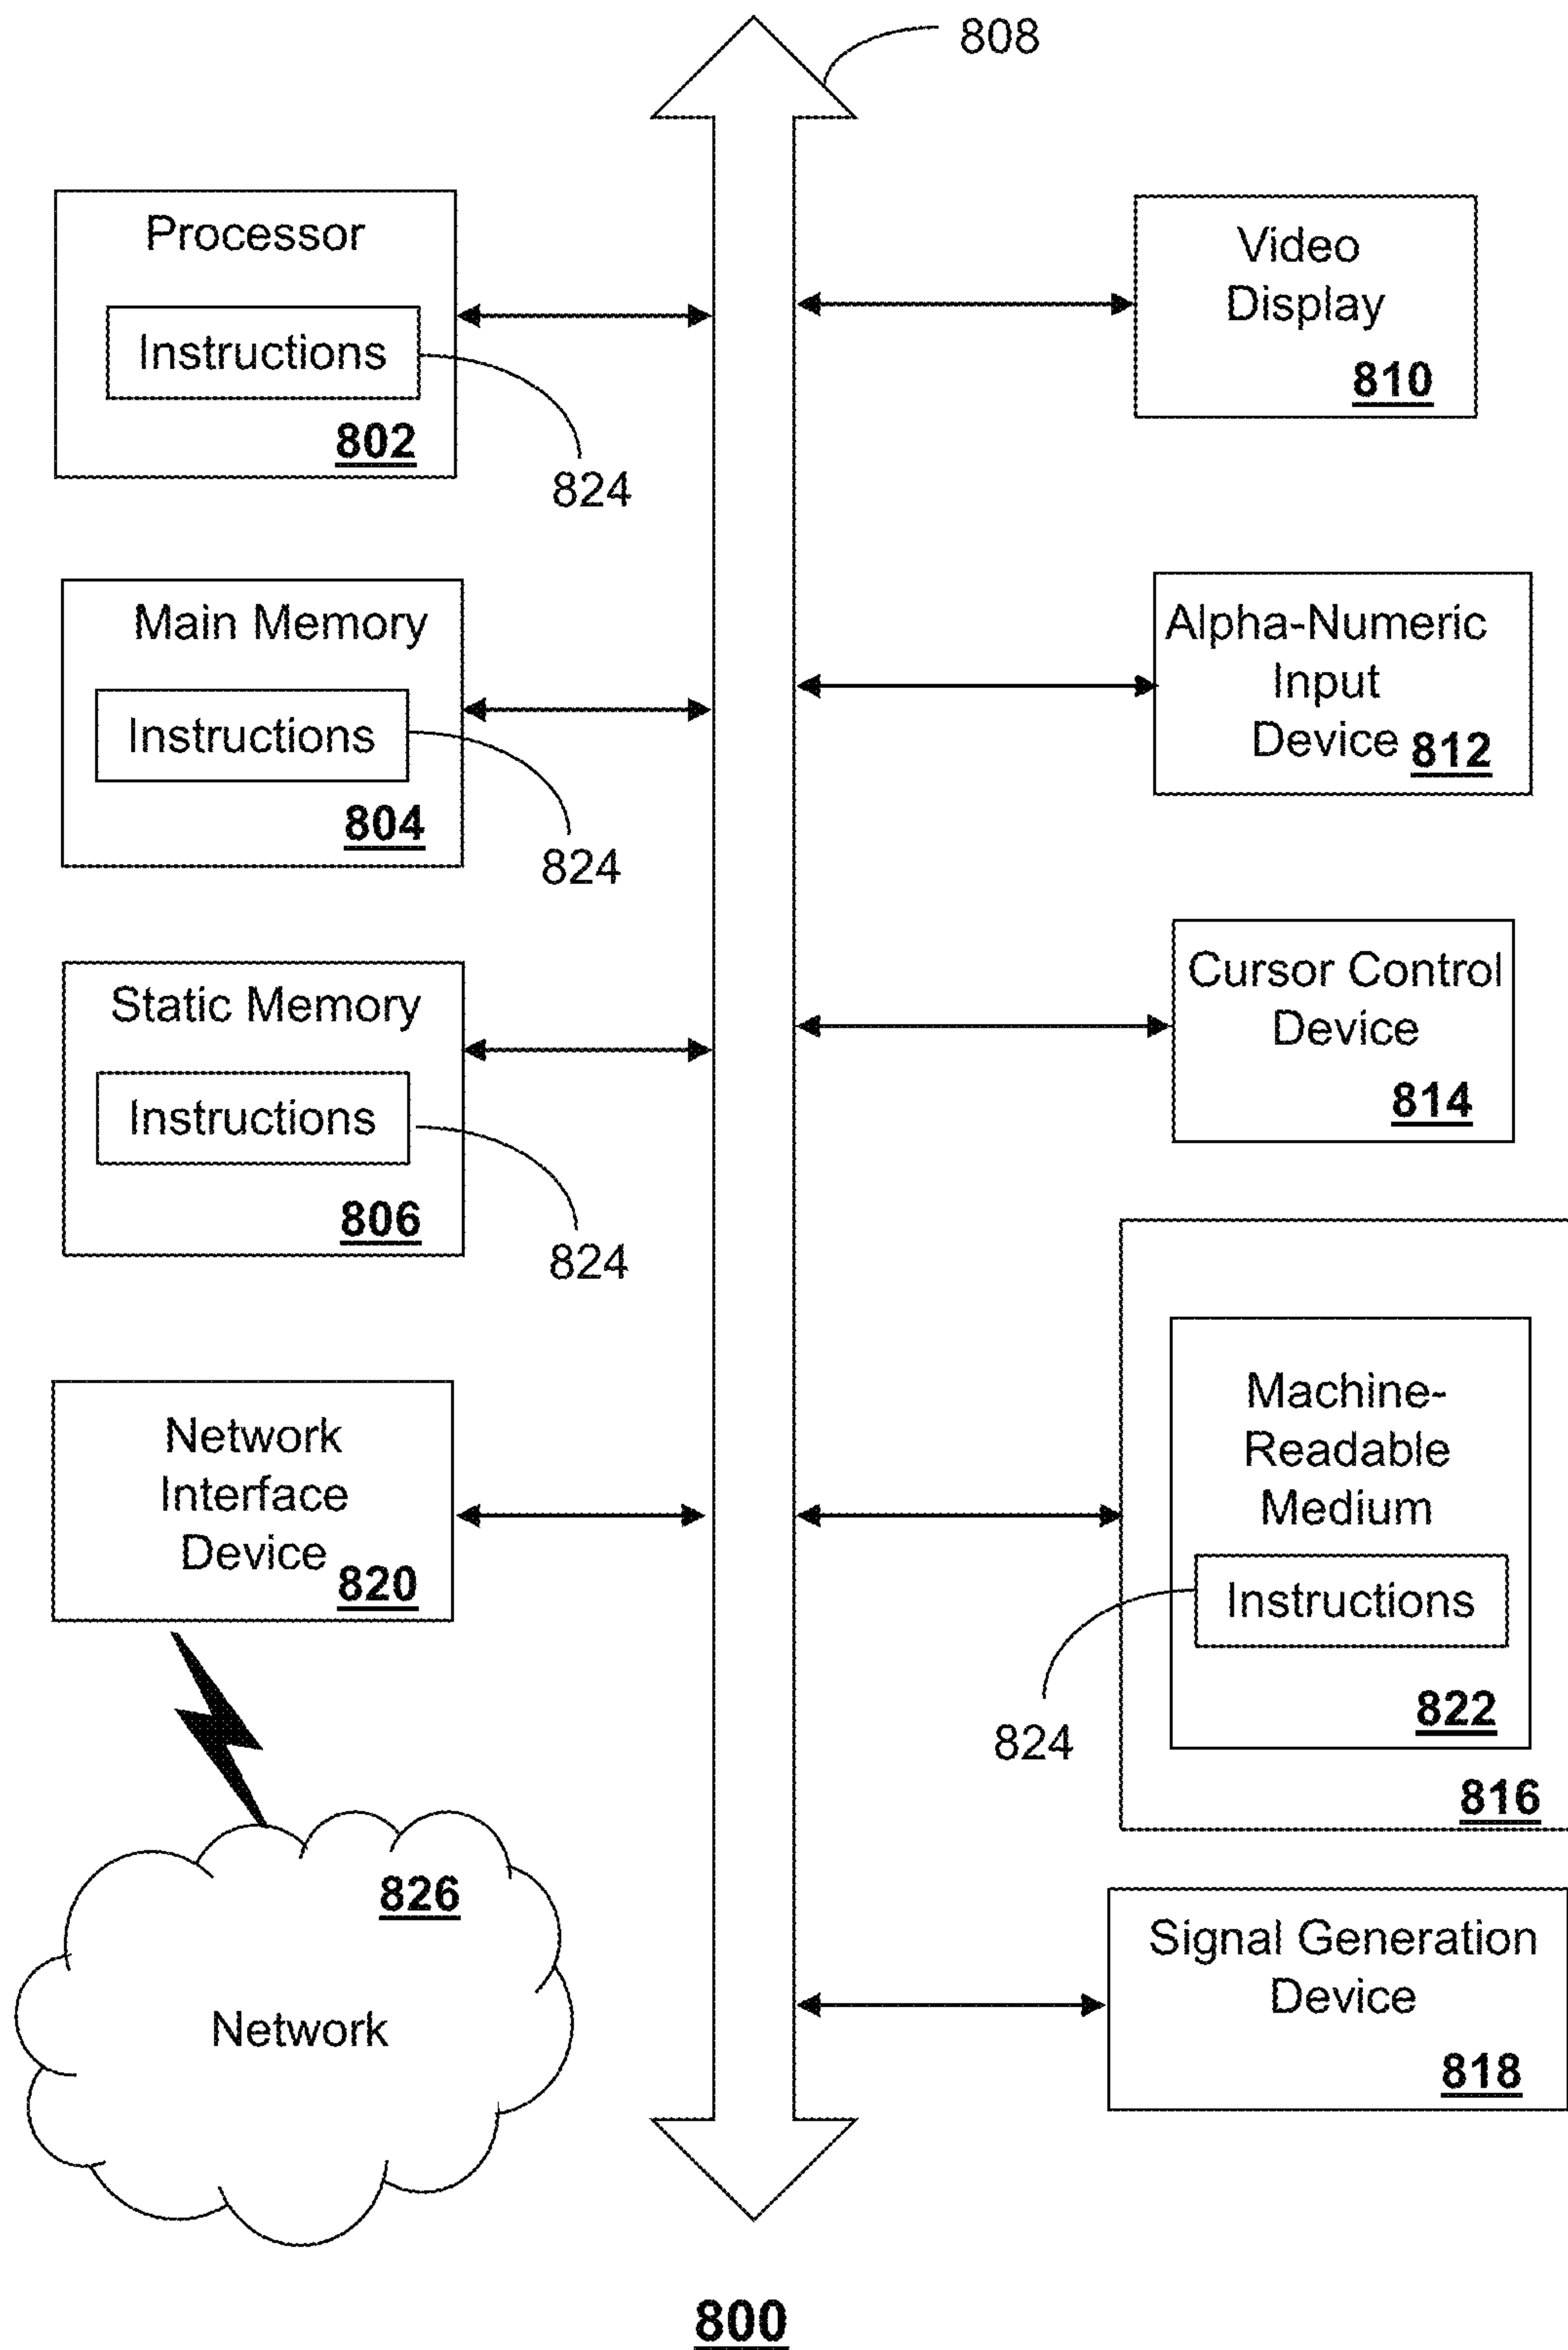 808
Processor
Instructions
802
824
Main Memory
Instructions
804
824
Static Memory
Instructions
806
824
Network
Interface
Device
820
826
Network
Video
Display
810
Alpha-Numeric
Input
Device 812
Cursor Control
Device
814
Machine-
Readable
Medium
Instructions
822
824
816
Signal Generation
Device
818
800